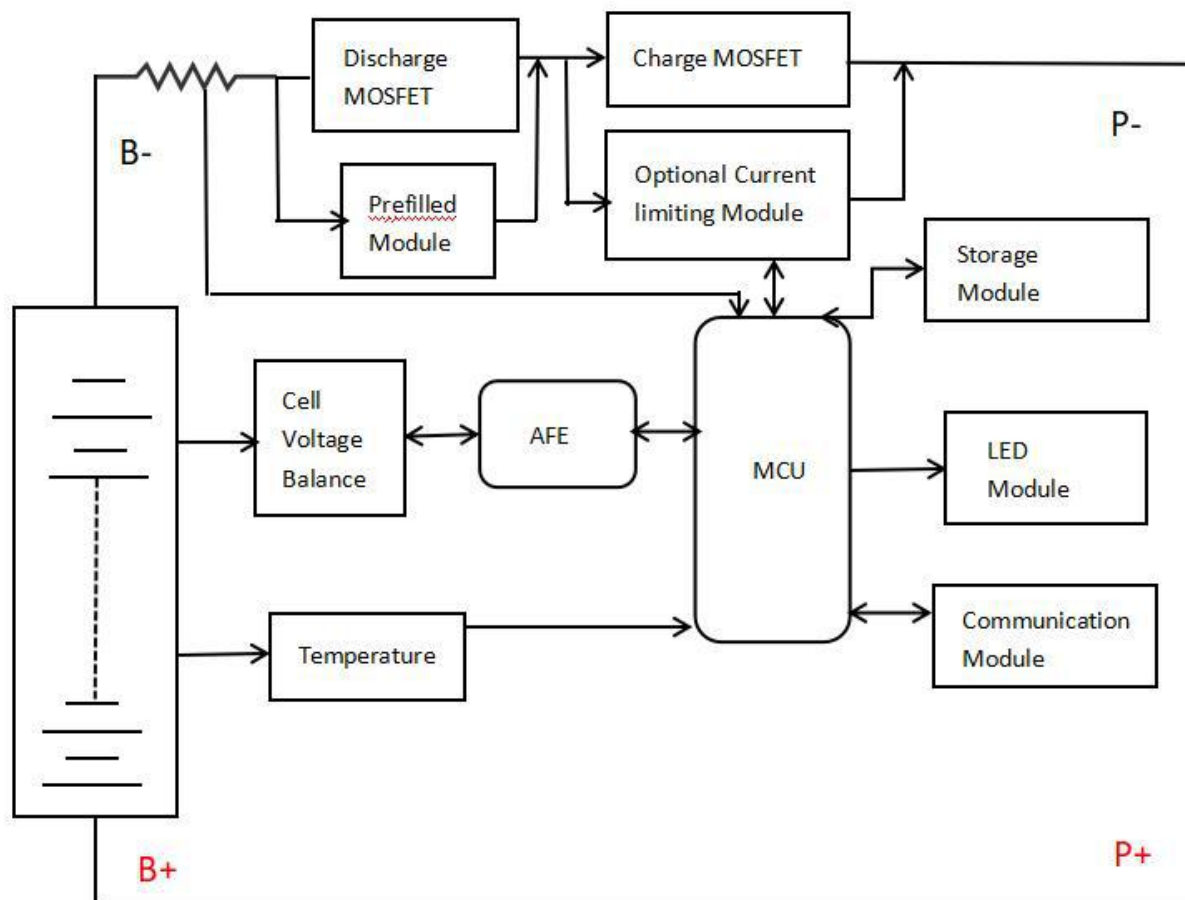 Discharge
MOSFET
Charge MOSFET
B-
P-
Prefilled
Module
Optional Current
limiting Module
Storage
Module
Cell
Voltage
Balance
AFE
MCU
LED
Module
Temperature
Communication
Module
B+
P+